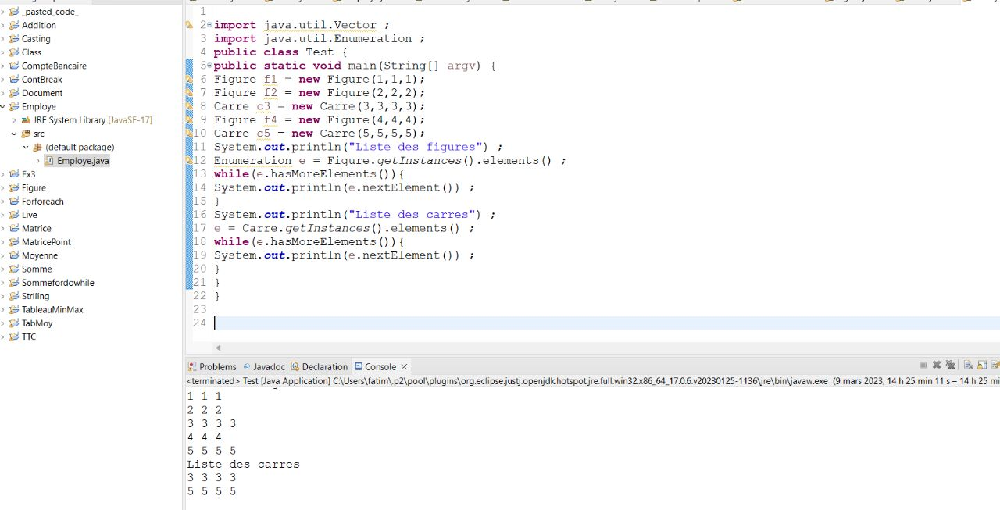 _pasted_code_
Addition
Casting
Class
CompteBancaire
ContBreak
Document
Employe
JRE System Library [JavaSE-17]
src
(default package)
Employe.java
Ex3
Figure
Forforeach
Live
Matrice
MatricePoint
Moyenne
Somme
Sommefordowhile
Striiing
TableauMinMax
TabMoy
TTC
1
2 import java.util.Vector ;
3 import java.util.Enumeration ;
4 public class Test {
5 public static void main(String[] argv) {
6 Figure f1 = new Figure(1,1,1);
7 Figure f2 = new Figure(2,2,2);
8 Carre c3 = new Carre(3,3,3,3);
9 Figure f4 = new Figure(4,4,4);
10 Carre c5 = new Carre(5,5,5,5);
11 System.out.println("Liste des figures") ;
12 Enumeration e = Figure.getInstances().elements() ;
13 while(e.hasMoreElements()){
14 System.out.println(e.nextElement()) ;
15 }
16 System.out.println("Liste des carres") ;
17 e = Carre.getInstances().elements() ;
18 while(e.hasMoreElements()){
19 System.out.println(e.nextElement()) ;
20 }
21 }
22 }
23
24
Problems @ Javadoc Declaration Console
<terminated> Test [Java Application] C:\Users\fatim\.p2\pool\plugins\org.eclipse.justj.openjdk.hotspot.jre.full.win32.x86_64_17.0.6.v20230125-1136\jre\bin\javaw.exe (9 mars 2023, 14 h 25 min 11 s – 14 h 25 mi
1 1 1
2 2 2
3 3 3 3
4 4 4
5 5 5 5
Liste des carres
3 3 3 3
5 5 5 5